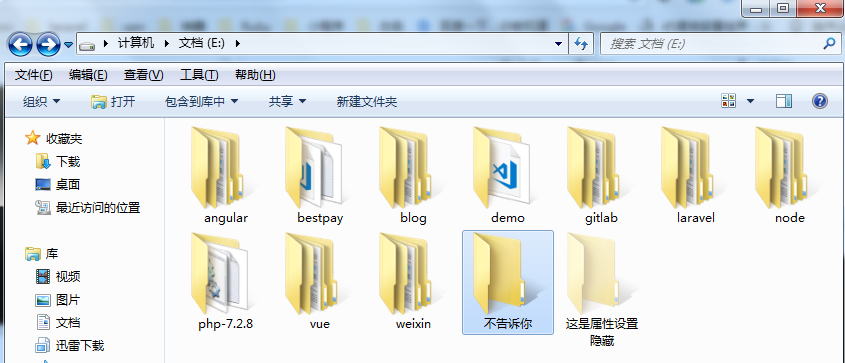 计算机 ▸ 文档 (E:) ▸
搜索 文档 (E:)
文件(F) 编辑(E) 查看(V) 工具(T) 帮助(H)
组织 打开 包含到库中 共享 新建文件夹
收藏夹
下载
桌面
最近访问的位置
库
视频
图片
文档
迅雷下载
angular bestpay blog demo gitlab laravel node
php-7.2.8 vue weixin 不告诉你 这是属性设置
隐藏